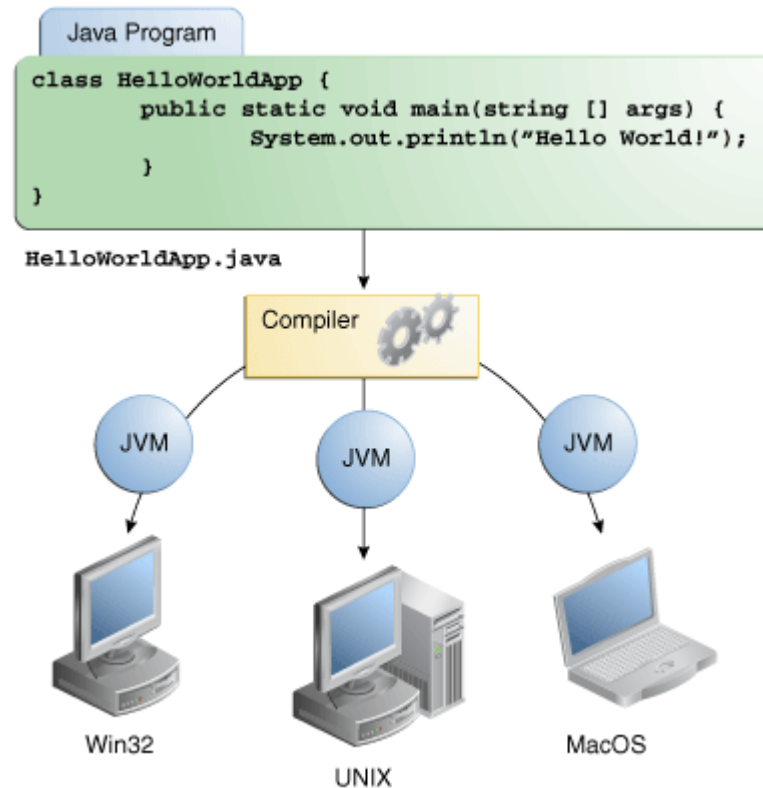 Java Program
class HelloWorldApp {
public static void main(string [] args) {
System.out.println(”Hello World!”);
}
}
HelloWorldApp.java
Compiler
JVM
JVM
JVM
Win32
UNIX
MacOS